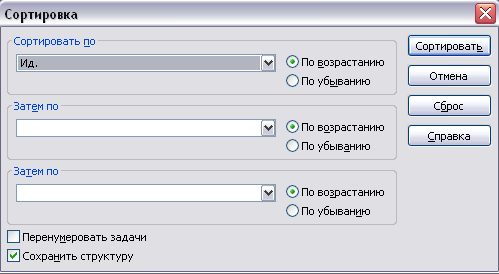 Сортировка
Сортировать по
Ид.
По возрастанию
По убыванию
Затем по
По возрастанию
По убыванию
Затем по
По возрастанию
По убыванию
Перенумеровать задачи
Сохранить структуру
Сортировать
Отмена
Сброс
Справка